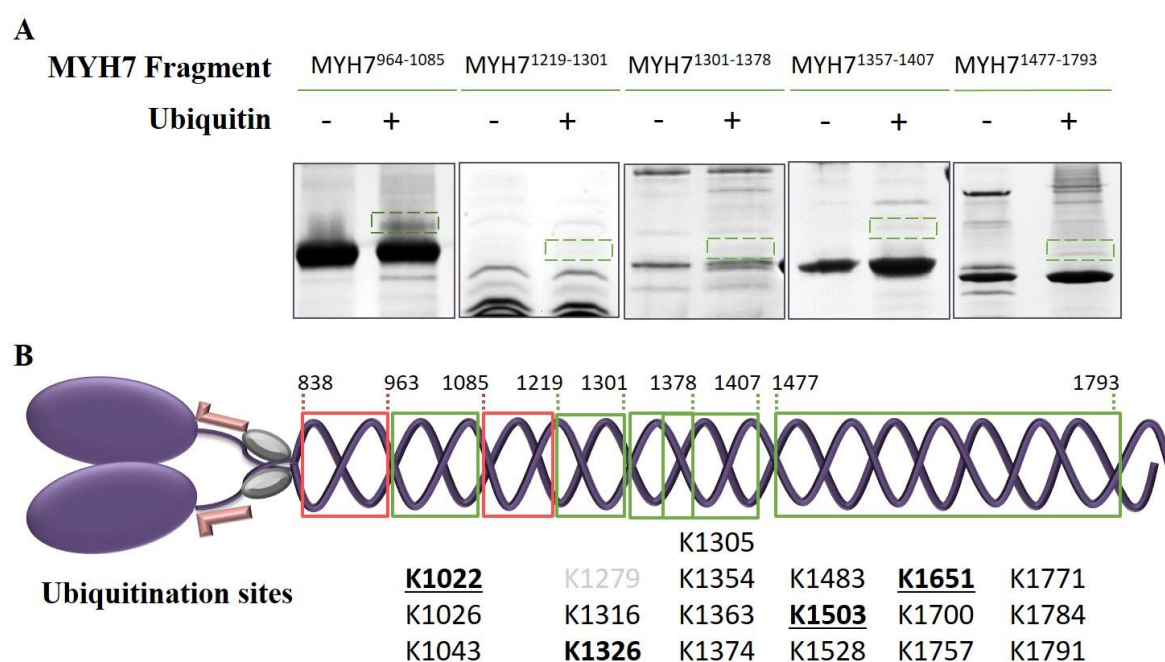 A
MYH7 Fragment MYH7964-1085 MYH71219-1301 MYH71301-1378 MYH71357-1407 MYH71477-1793
Ubiquitin - + - + - + - + - +
B
838 963 1085 1219 1301 1378 1407 1477 1793
K1305
K1022 K1279 K1354 K1483 K1651 K1771
Ubiquitination sites K1026 K1316 K1363 K1503 K1700 K1784
K1043 K1326 K1374 K1528 K1757 K1791